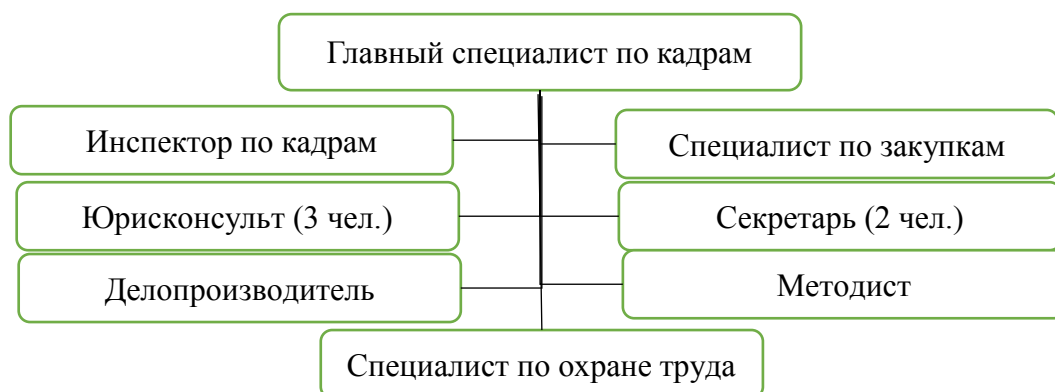 Главный специалист по кадрам
Инспектор по кадрам
Специалист по закупкам
Юрисконсульт (3 чел.)
Секретарь (2 чел.)
Делопроизводитель
Методист
Специалист по охране труда